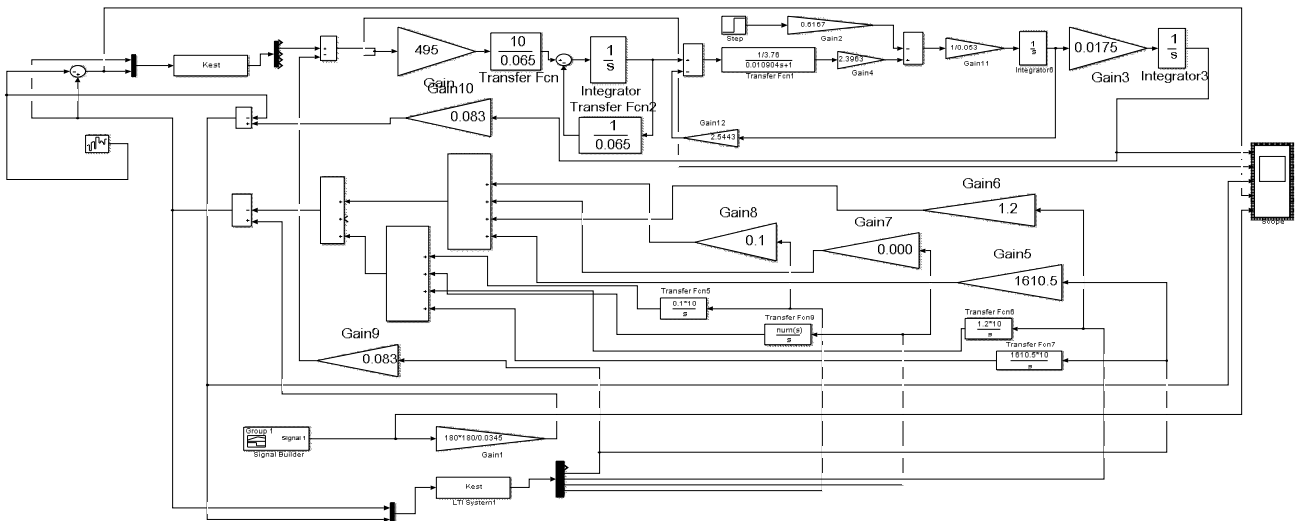 Kest
495
Gain
10
0.065
Transfer Fcn
1
s
Integrator
Transfer Fcn2
1
0.065
Gain10
0.083
Step
0.6167
Gain2
1/3.76
0.010904s+1
Transfer Fcn1
2.3963
Gain4
1/0.053
Gain11
1
s
Integrator6
0.0175
Gain3
1
s
Integrator3
Gain12
2.5443
Scope
Gain6
1.2
Gain8
0.1
Gain7
0.000
Gain5
1610.5
Transfer Fcn5
0.1*10
s
Transfer Fcn9
num(s)
s
Transfer Fcn6
1.2*10
s
Transfer Fcn7
1610.5*10
s
Gain9
0.083
Group 1
Signal 1
Signal Builder
180*180/0.0345
Gain1
Kest
LTI System1